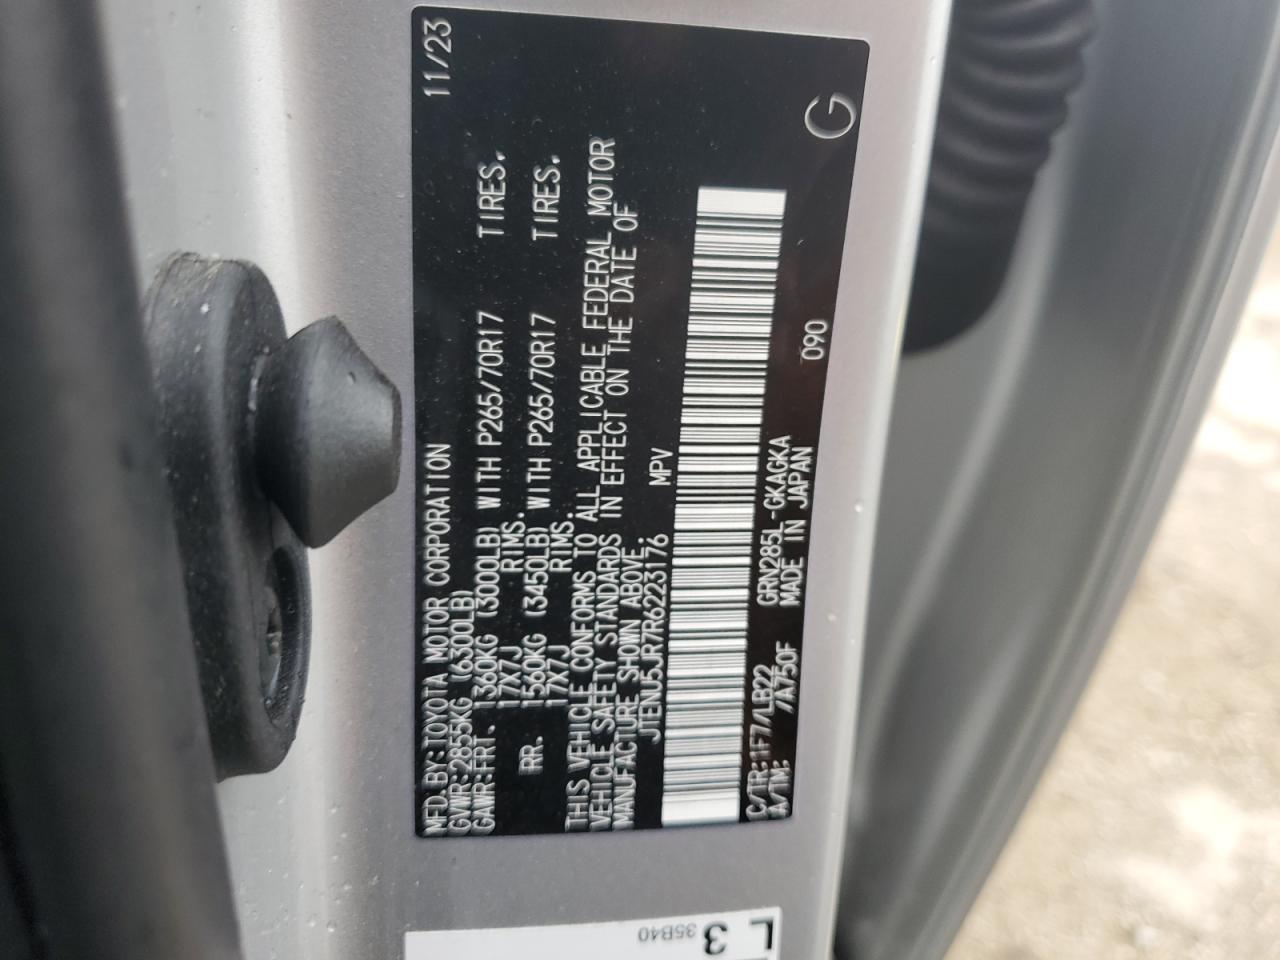 MFD. BY: TOYOTA MOTOR CORPORATION 11/23
GVWR: 2855KG (6300LB)
GAWR: FRT. 1360KG (3000LB) WITH P265/70R17 TIRES.
17X7J RIMS.
RR. 1560KG (3450LB) WITH P265/70R17 TIRES.
17X7J RIMS.
THIS VEHICLE CONFORMS TO ALL APPLICABLE FEDERAL MOTOR
VEHICLE SAFETY STANDARDS IN EFFECT ON THE DATE OF
MANUFACTURE SHOWN ABOVE.
JTENU5JR7R6223176 MPV
C/TR: 1F7/LB22 GRN285L-GKAGKA
A/TM: /A750F MADE IN JAPAN
090
G
L
3
35B40